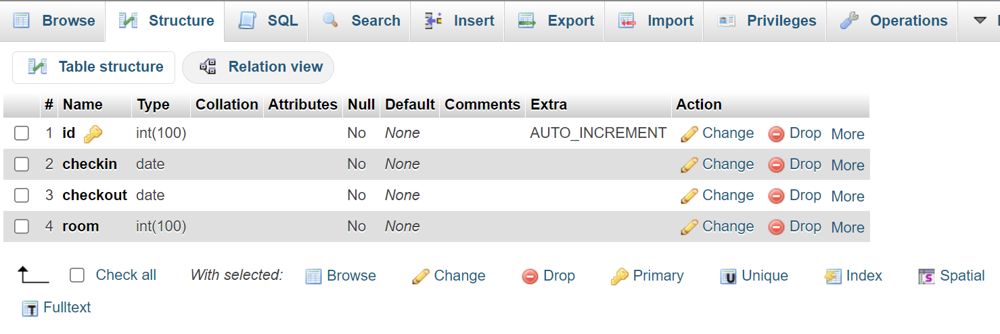 Browse Structure SQL Search Insert Export Import Privileges Operations
Table structure Relation view
# Name Type Collation Attributes Null Default Comments Extra Action
1 id int(100) No None AUTO_INCREMENT Change Drop More
2 checkin date No None Change Drop More
3 checkout date No None Change Drop More
4 room int(100) No None Change Drop More
Check all With selected: Browse Change Drop Primary Unique Index Spatial
Fulltext